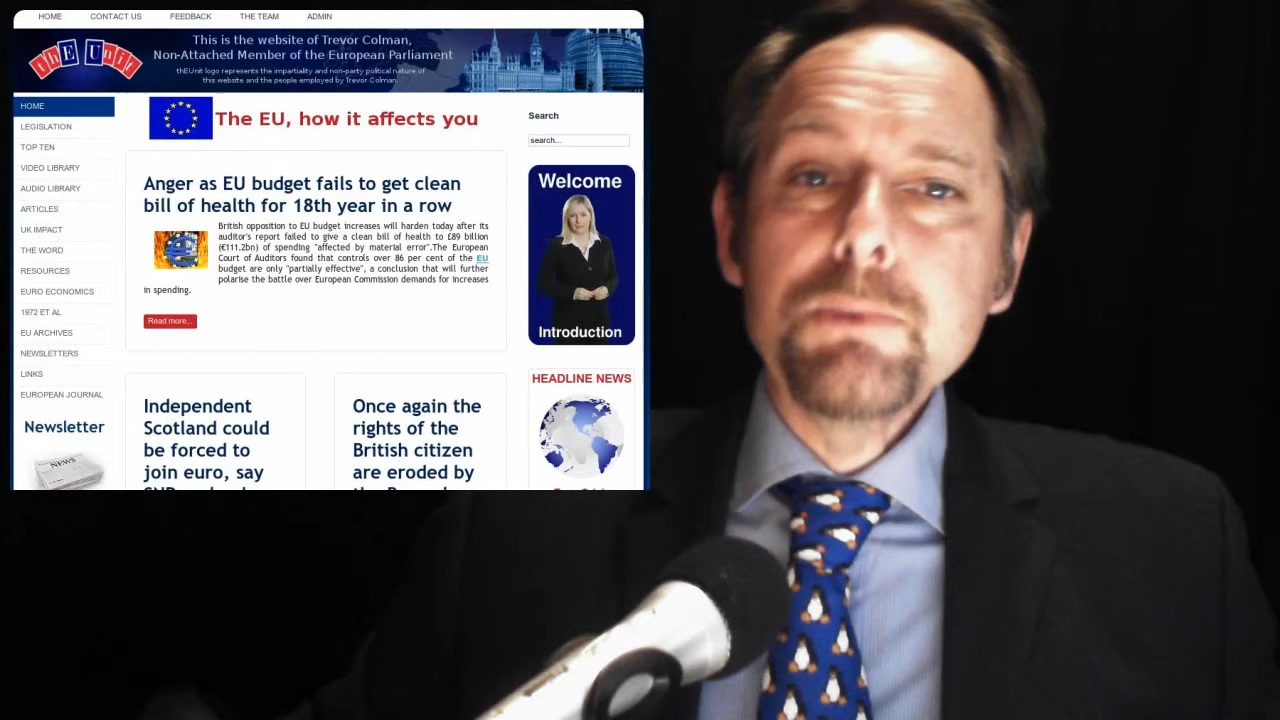 HOME CONTACT US FEEDBACK THE TEAM ADMIN
thEUnit
This is the website of Trevor Colman,
Non-Attached Member of the European Parliament
thEUnit logo represents the impartiality and non-party political nature of
this website and the people employed by Trevor Colman.
HOME
LEGISLATION
TOP TEN
VIDEO LIBRARY
AUDIO LIBRARY
ARTICLES
UK IMPACT
THE WORD
RESOURCES
EURO ECONOMICS
1972 ET AL
EU ARCHIVES
NEWSLETTERS
LINKS
EUROPEAN JOURNAL
Newsletter
NEWS
The EU, how it affects you
Anger as EU budget fails to get clean
bill of health for 18th year in a row
British opposition to EU budget increases will harden today after its
auditor's report failed to give a clean bill of health to £89 billion
(€111.2bn) of spending "affected by material error".The European
Court of Auditors found that controls over 86 per cent of the EU
budget are only "partially effective", a conclusion that will further
polarise the battle over European Commission demands for increases
in spending.
Read more...
Independent
Scotland could
be forced to
join euro, say
Once again the
rights of the
British citizen
are eroded by
Search
search...
Welcome
Introduction
HEADLINE NEWS